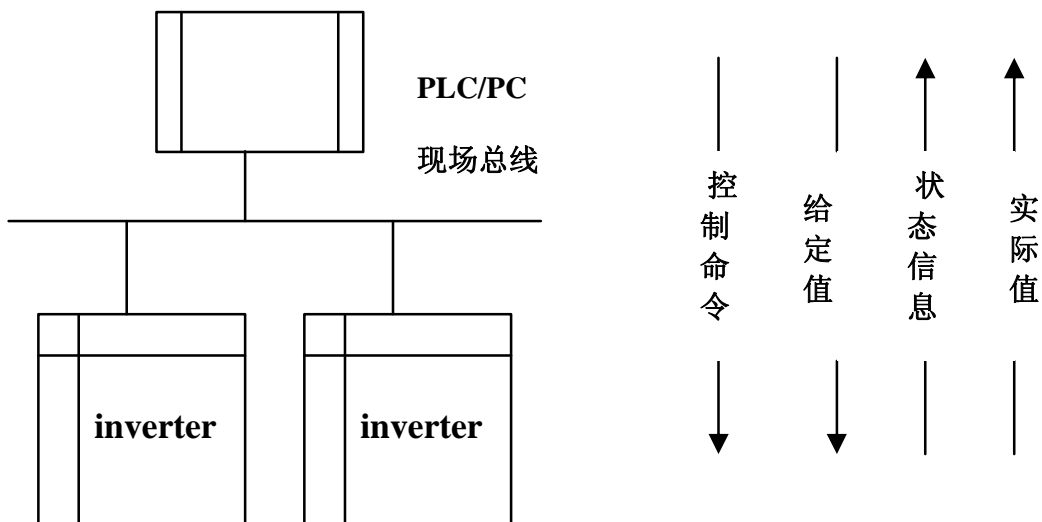 PLC/PC
现场总线
控制命令
给定值
状态信息
实际值
inverter
inverter